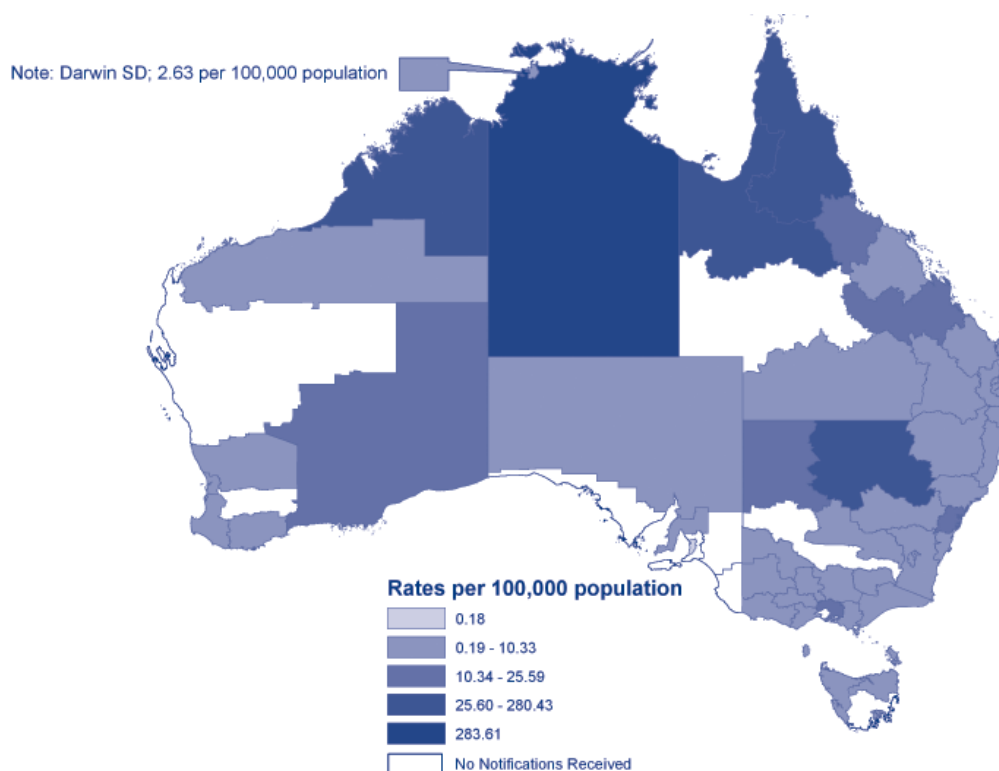 Note: Darwin SD; 2.63 per 100,000 population
Rates per 100,000 population
0.18
0.19 - 10.33
10.34 - 25.59
25.60 - 280.43
283.61
No Notifications Received